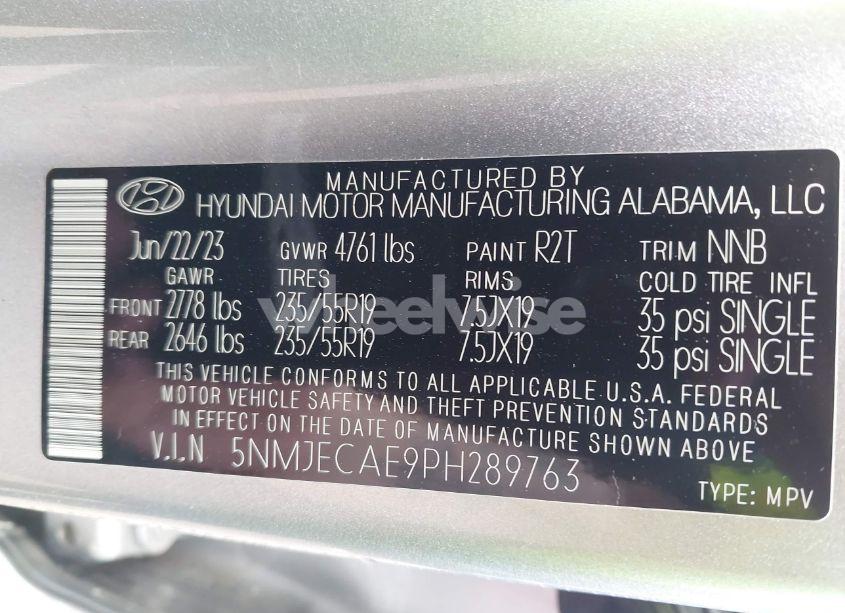 MANUFACTURED BY
HYUNDAI MOTOR MANUFACTURING ALABAMA, LLC
Jun/22/23 GVWR 4761 lbs PAINT R2T TRIM NNB
GAWR TIRES RIMS COLD TIRE INFL
FRONT 2778 lbs 235/55R19 7.5JX19 35 psi SINGLE
wheelwise
REAR 2646 lbs 235/55R19 7.5JX19 35 psi SINGLE
THIS VEHICLE CONFORMS TO ALL APPLICABLE U.S.A. FEDERAL
MOTOR VEHICLE SAFETY AND THEFT PREVENTION STANDARDS
IN EFFECT ON THE DATE OF MANUFACTURE SHOWN ABOVE
V.I.N 5NMJECAE9PH289763
TYPE: MPV